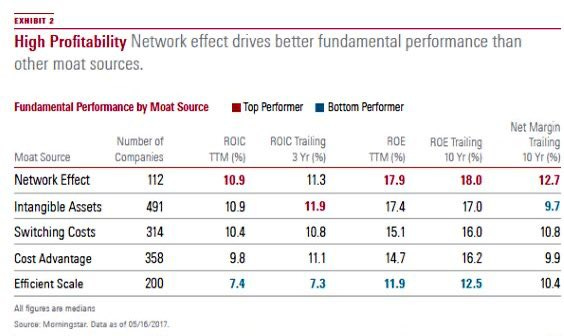 EXHIBIT 2
High Profitability Network effect drives better fundamental performance than
other moat sources.
Fundamental Performance by Moat Source Top Performer Bottom Performer
Moat Source Number of Companies ROIC TTM (%) ROIC Trailing 3 Yr (%) ROE TTM (%) ROE Trailing 10 Yr (%) Net Margin Trailing 10 Yr (%)
Network Effect 112 10.9 11.3 17.9 18.0 12.7
Intangible Assets 491 10.9 11.9 17.4 17.0 9.7
Switching Costs 314 10.4 10.8 15.1 16.0 10.8
Cost Advantage 358 9.8 11.1 14.7 16.2 9.9
Efficient Scale 200 7.4 7.3 11.9 12.5 10.4
All figures are medians
Source: Morningstar. Data as of 05/16/2017.